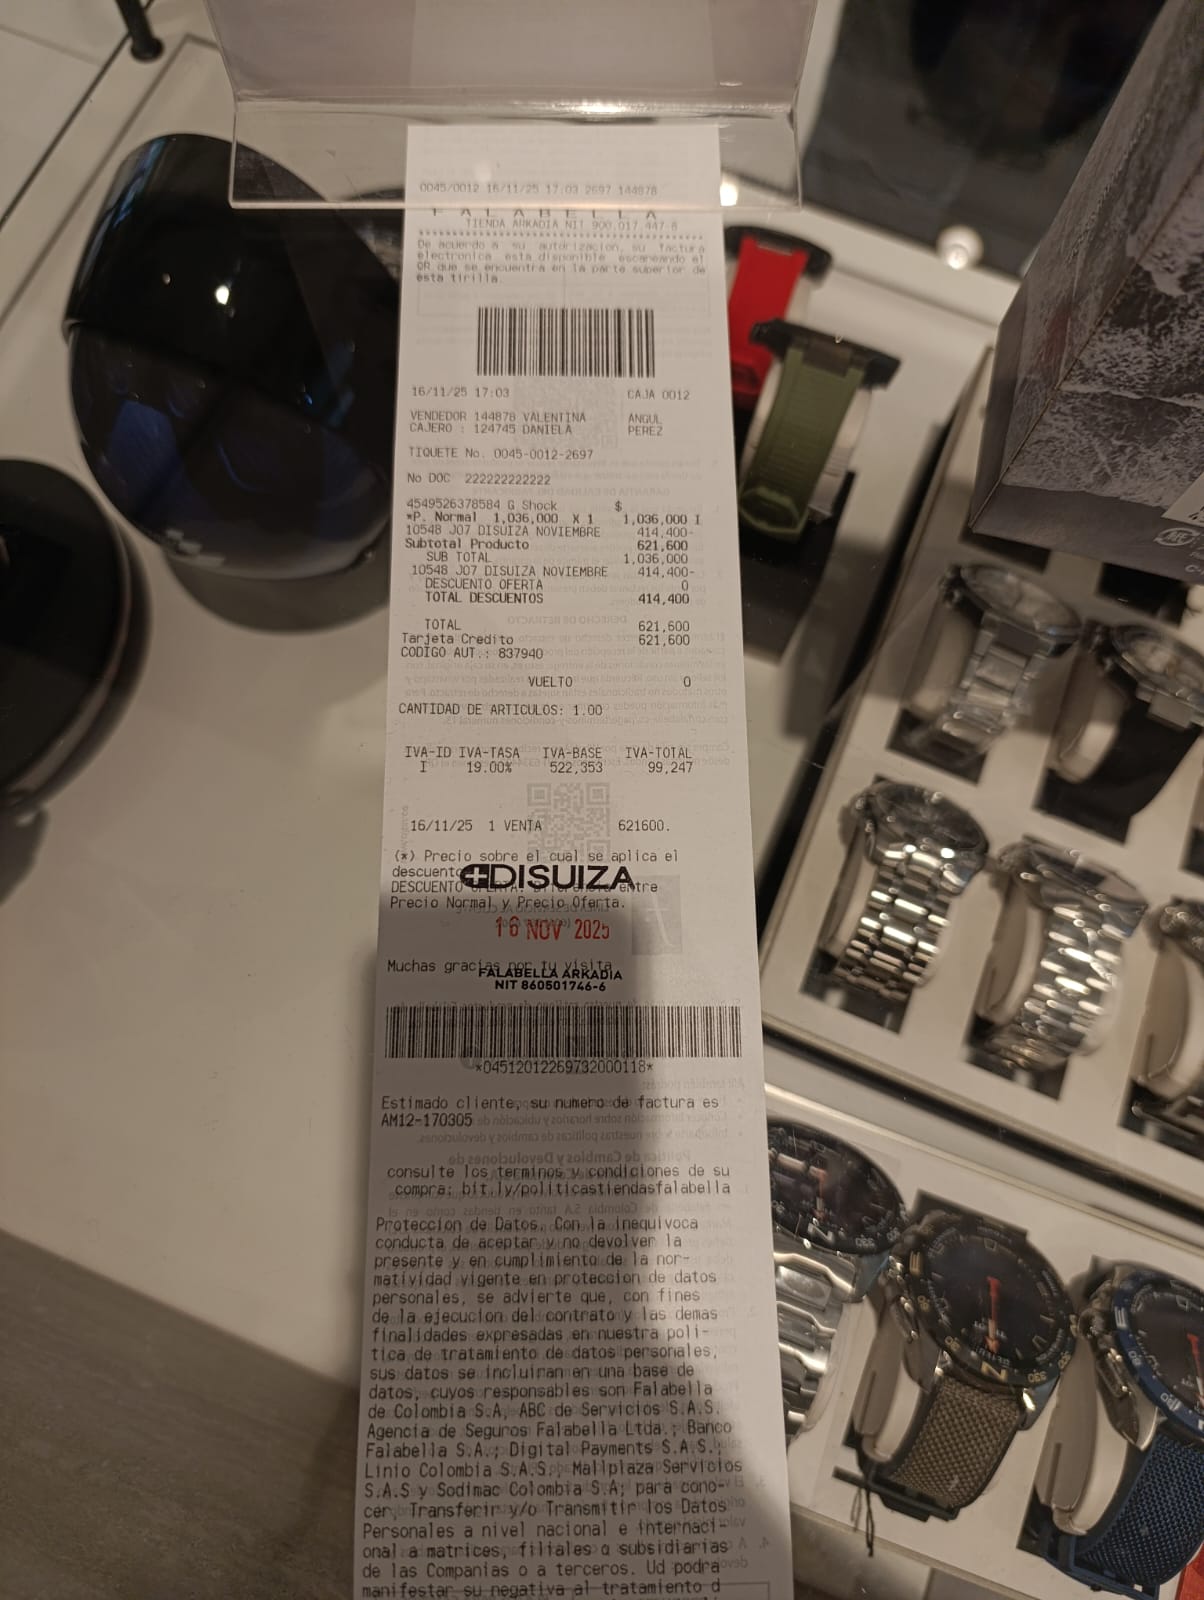 0045/0012 16/11/25 17:03 2697 144878
FALABELLA
TIENDA ARKADIA NIT 900.017.447-8
De acuerdo a su autorizacion, su factura
electronica esta disponible escaneando el
QR que se encuentra en la parte superior de
esta tirilla.
16/11/25 17:03 CAJA 0012
VENDEDOR 144878 VALENTINA ANGUL
CAJERO : 124745 DANIELA PEREZ
TIQUETE No. 0045-0012-2697
No DOC 222222222222
4549526378584 G Shock $
*P. Normal 1,036,000 X 1 1,036,000 I
10548 J07 DISUIZA NOVIEMBRE 414,400-
Subtotal Producto 621,600
SUB TOTAL 1,036,000
10548 J07 DISUIZA NOVIEMBRE 414,400-
DESCUENTO OFERTA 0
TOTAL DESCUENTOS 414,400
TOTAL 621,600
Tarjeta Credito 621,600
CODIGO AUT.: 837940
VUELTO 0
CANTIDAD DE ARTICULOS: 1.00
IVA-ID IVA-TASA IVA-BASE IVA-TOTAL
I 19.00% 522,353 99,247
16/11/25 1 VENTA 621600.
(*) Precio sobre el cual se aplica el
descuento
DISUIZA
DESCUENTO OFERTA: Diferencia entre
Precio Normal y Precio Oferta.
16 NOV 2025
Muchas gracias por tu visita
FALABELLA ARKADIA
NIT 860501746-6
*04512012269732000118*
Estimado cliente, su numero de factura es
AM12-170305
consulte los terminos y condiciones de su
compra: bit.ly/politicastiendasfalabella
Proteccion de Datos. Con la inequivoca
conducta de aceptar y no devolver la
presente y en cumplimiento de la nor-
matividad vigente en proteccion de datos
personales, se advierte que, con fines
de la ejecucion del contrato y las demas
finalidades expresadas en nuestra poli-
tica de tratamiento de datos personales,
sus datos se incluiran en una base de
datos, cuyos responsables son Falabella
de Colombia S.A, ABC de Servicios S.A.S.
Agencia de Seguros Falabella Ltda.; Banco
Falabella S.A.; Digital Payments S.A.S.,
Linio Colombia S.A.S., Mallplaza Servicios
S.A.S y Sodimac Colombia S.A; para cono-
cer, Transferir y/o Transmitir los Datos
Personales a nivel nacional e internaci-
onal a matrices, filiales o subsidiarias
de las Companias o a terceros. Ud podra
manifestar su negativa al tratamiento d